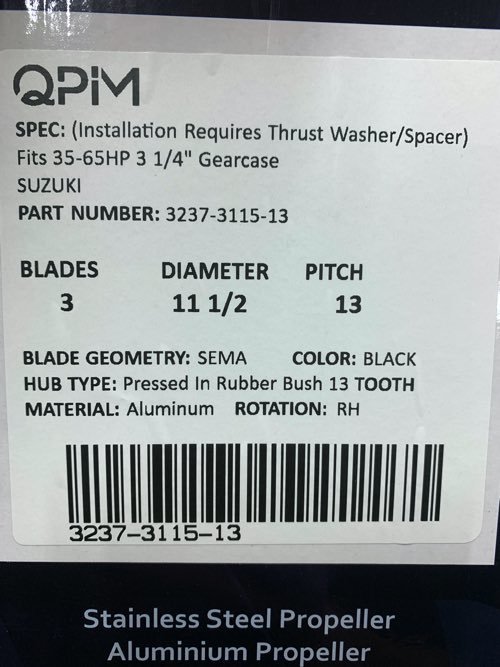 QPiM
SPEC: (Installation Requires Thrust Washer/Spacer)
Fits 35-65HP 3 1/4" Gearcase
SUZUKI
PART NUMBER: 3237-3115-13
BLADES DIAMETER PITCH
3 11 1/2 13
BLADE GEOMETRY: SEMA COLOR: BLACK
HUB TYPE: Pressed In Rubber Bush 13 TOOTH
MATERIAL: Aluminum ROTATION: RH
3237-3115-13
Stainless Steel Propeller
Aluminium Propeller